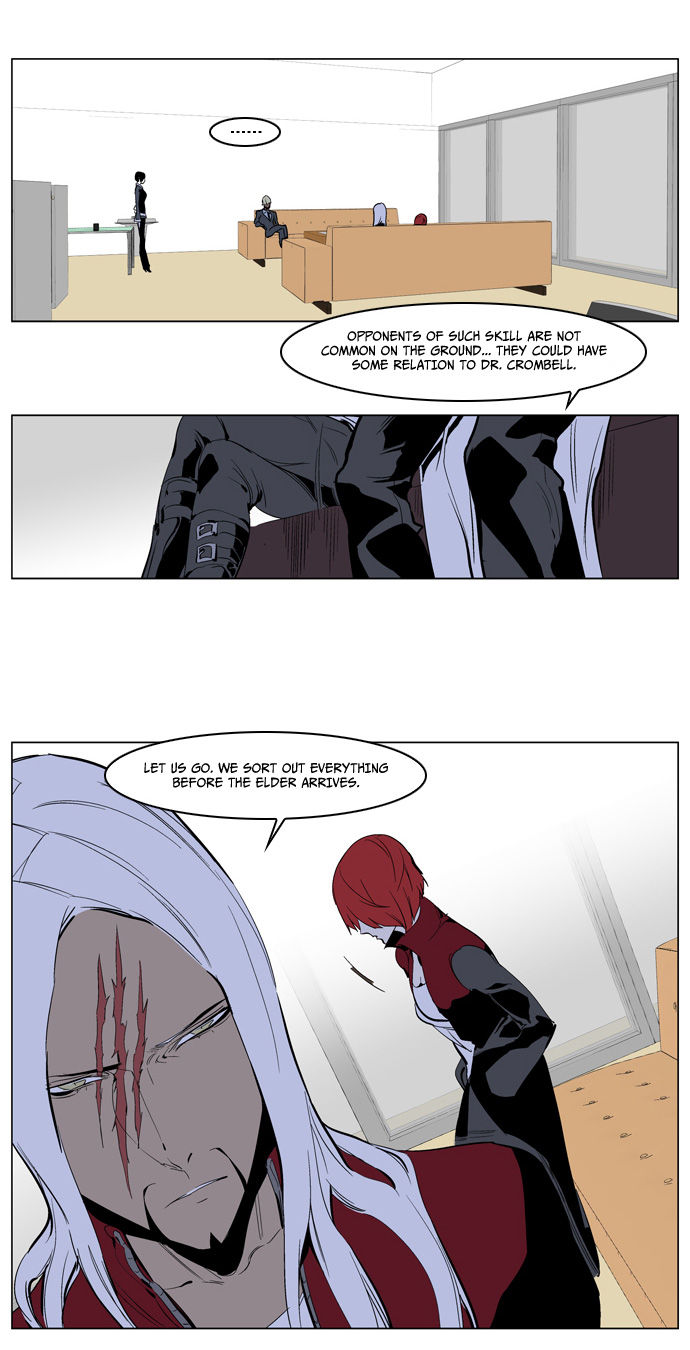 ......
OPPONENTS OF SUCH SKILL ARE NOT
COMMON ON THE GROUND... THEY COULD HAVE
SOME RELATION TO DR. CROMBELL.
LET US GO. WE SORT OUT EVERYTHING
BEFORE THE ELDER ARRIVES.